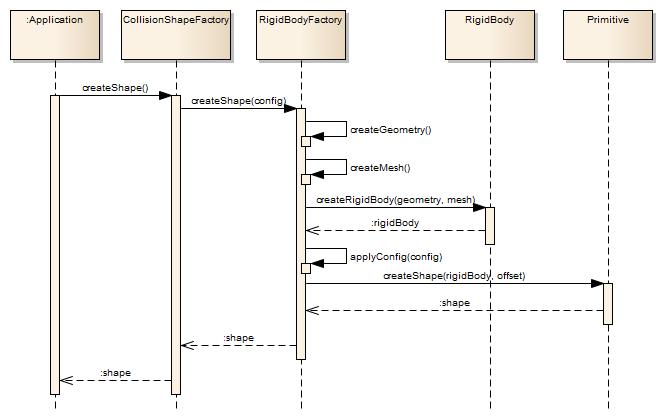 :Application
CollisionShapeFactory
RigidBodyFactory
RigidBody
Primitive
createShape()
createShape(config)
createGeometry()
createMesh()
createRigidBody(geometry, mesh)
:rigidBody
applyConfig(config)
createShape(rigidBody, offset)
:shape
:shape
:shape